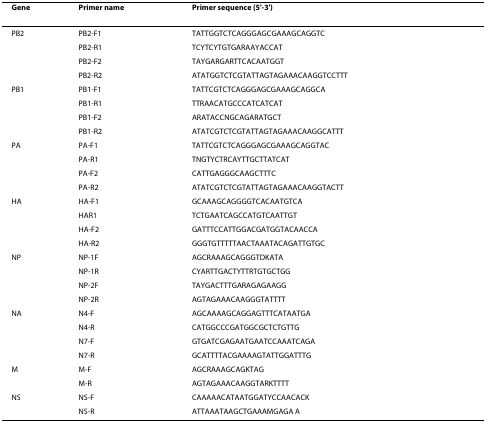 Gene Primer name Primer sequence (5'-3')
PB2 PB2-F1 TATTGGTCTCAGGGAGCGAAAGCAGGTC
PB2-R1 TCYTCYTGTGARAAYACCAT
PB2-F2 TAYGARGARTTCACAATGGT
PB2-R2 ATATGGTCTCGTATTAGTAGAAACAAGGTCCTTT
PB1 PB1-F1 TATTCGTCTCAGGGAGCGAAAGCAGGCA
PB1-R1 TTRAACATGCCCATCATCAT
PB1-F2 ARATACCNGCAGARATGCT
PB1-R2 ATATCGTCTCGTATTAGTAGAAACAAGGCATTT
PA PA-F1 TATTCGTCTCAGGGAGCGAAAGCAGGTAC
PA-R1 TNGTYCTRCAYTTGCTTATCAT
PA-F2 CATTGAGGGCAAGCTTTC
PA-R2 ATATCGTCTCGTATTAGTAGAAACAAGGTACTT
HA HA-F1 GCAAAGCAGGGGTCACAATGTCA
HAR1 TCTGAATCAGCCATGTCAATTGT
HA-F2 GATTTCCATTGGACGATGGTACAACCA
HA-R2 GGGTGTTTTTAACTAAATACAGATTGTGC
NP NP-1F AGCRAAAGCAGGGTDKATA
NP-1R CYARTTGACTYTTRTGTGCTGG
NP-2F TAYGACTTTGARAGAGAAGG
NP-2R AGTAGAAACAAGGGTATTTT
NA N4-F AGCAAAAGCAGGAGTTTCATAATGA
N4-R CATGGCCCGATGGCGCTCTGTTG
N7-F GTGATCGAGAATGAATCCAAATCAGA
N7-R GCATTTTACGAAAAGTATTGGATTTG
M M-F AGCRAAAGCAGKTAG
M-R AGTAGAAACAAGGTARKTTTT
NS NS-F CAAAAACATAATGGATYCCAACACK
NS-R ATTAAATAAGCTGAAAMGAGA A